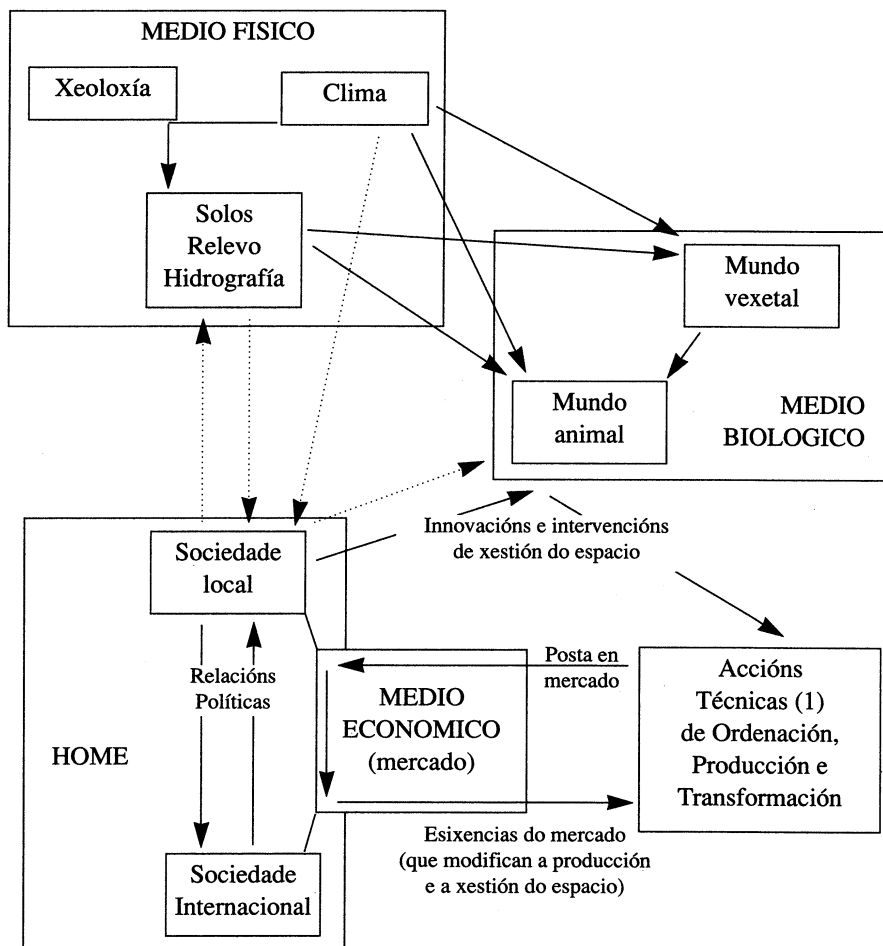 MEDIO FISICO
Xeoloxía
Clima
Solos
Relevo
Hidrografía
Mundo
vexetal
Mundo
animal
MEDIO
BIOLOGICO
Innovacións e intervencións
de xestión do espacio
Sociedade
local
Relacións
Políticas
HOME
Sociedade
Internacional
MEDIO
ECONOMICO
(mercado)
Posta en
mercado
Accións
Técnicas (1)
de Ordenación,
Producción e
Transformación
Esixencias do mercado
(que modifican a producción
e a xestión do espacio)